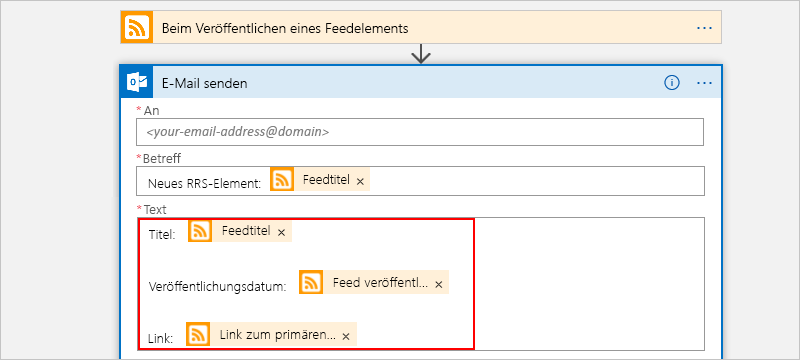 Beim Veröffentlichen eines Feedelements ...
E-Mail senden ...
* An
<your-email-address@domain>
* Betreff
Neues RRS-Element: Feedtitel ×
* Text
Titel: Feedtitel ×
Veröffentlichungsdatum: Feed veröffentl... ×
Link: Link zum primären... ×